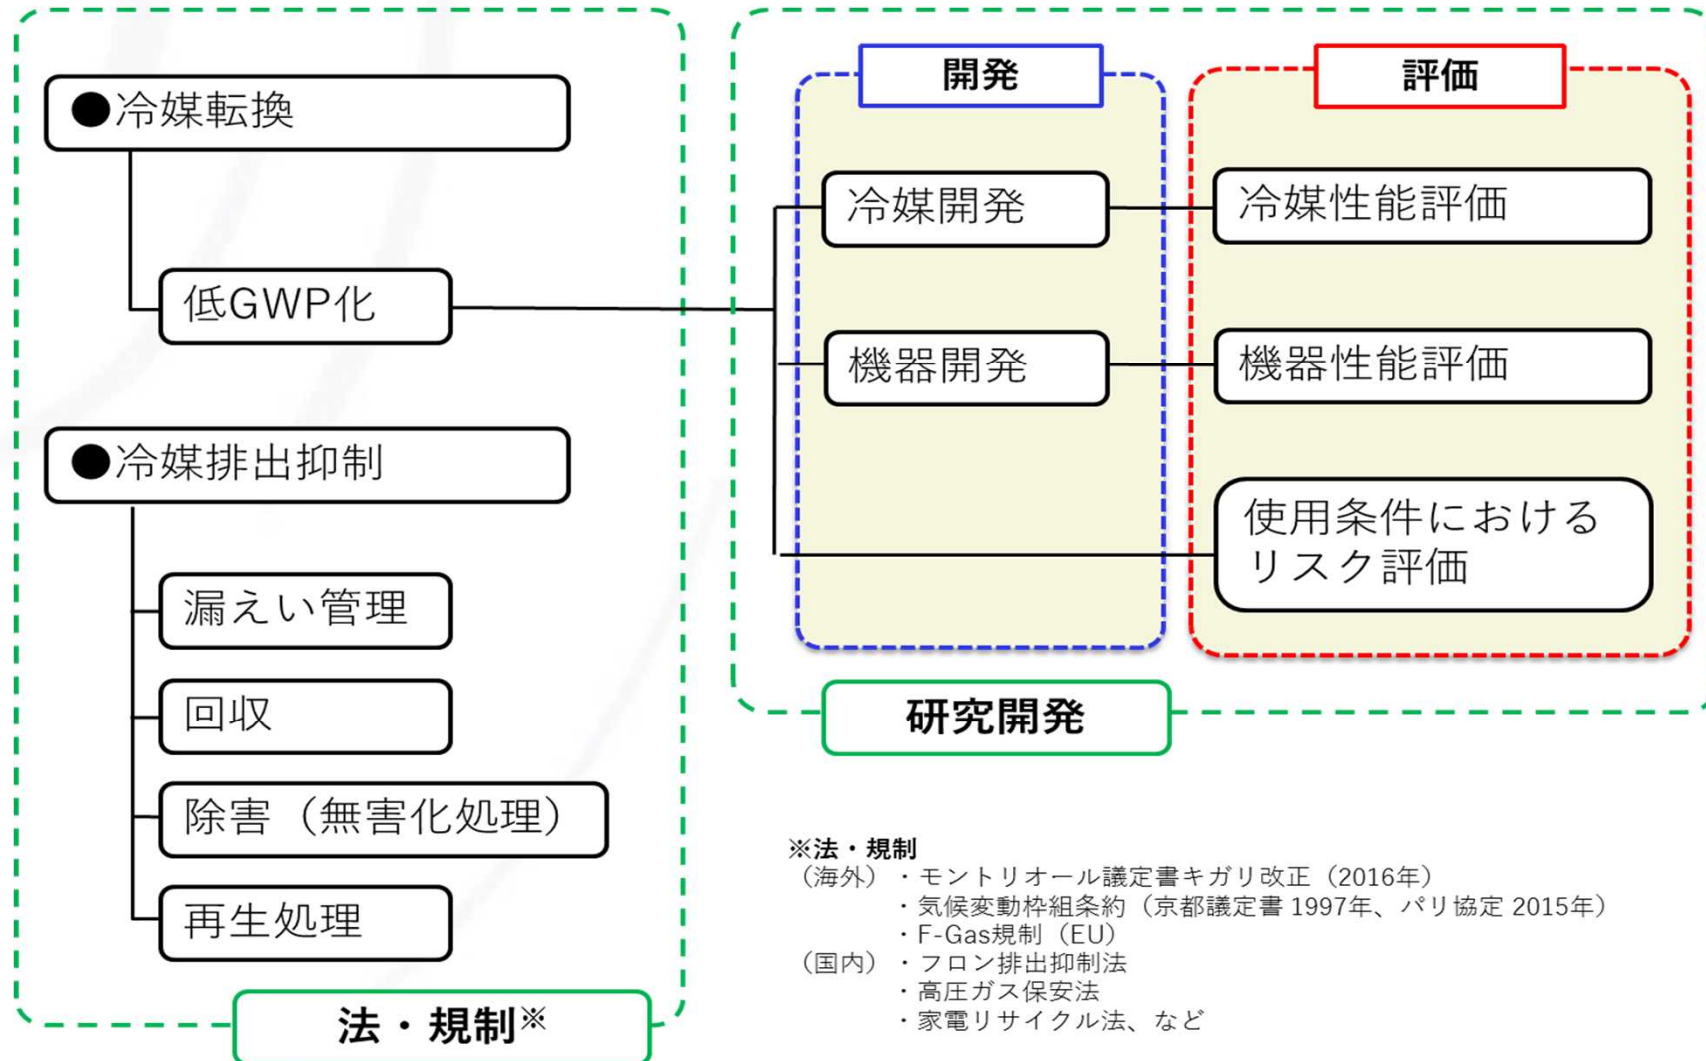 ●冷媒転換
低GWP化
●冷媒排出抑制
漏えい管理
回収
除害（無害化処理）
再生処理
法・規制※
開発
評価
冷媒開発
冷媒性能評価
機器開発
機器性能評価
使用条件における
リスク評価
研究開発
※法・規制
（海外）・モントリオール議定書キガリ改正（2016年）
・気候変動枠組条約（京都議定書 1997年、パリ協定 2015年）
・F-Gas規制（EU）
（国内）・フロン排出抑制法
・高圧ガス保安法
・家電リサイクル法、など